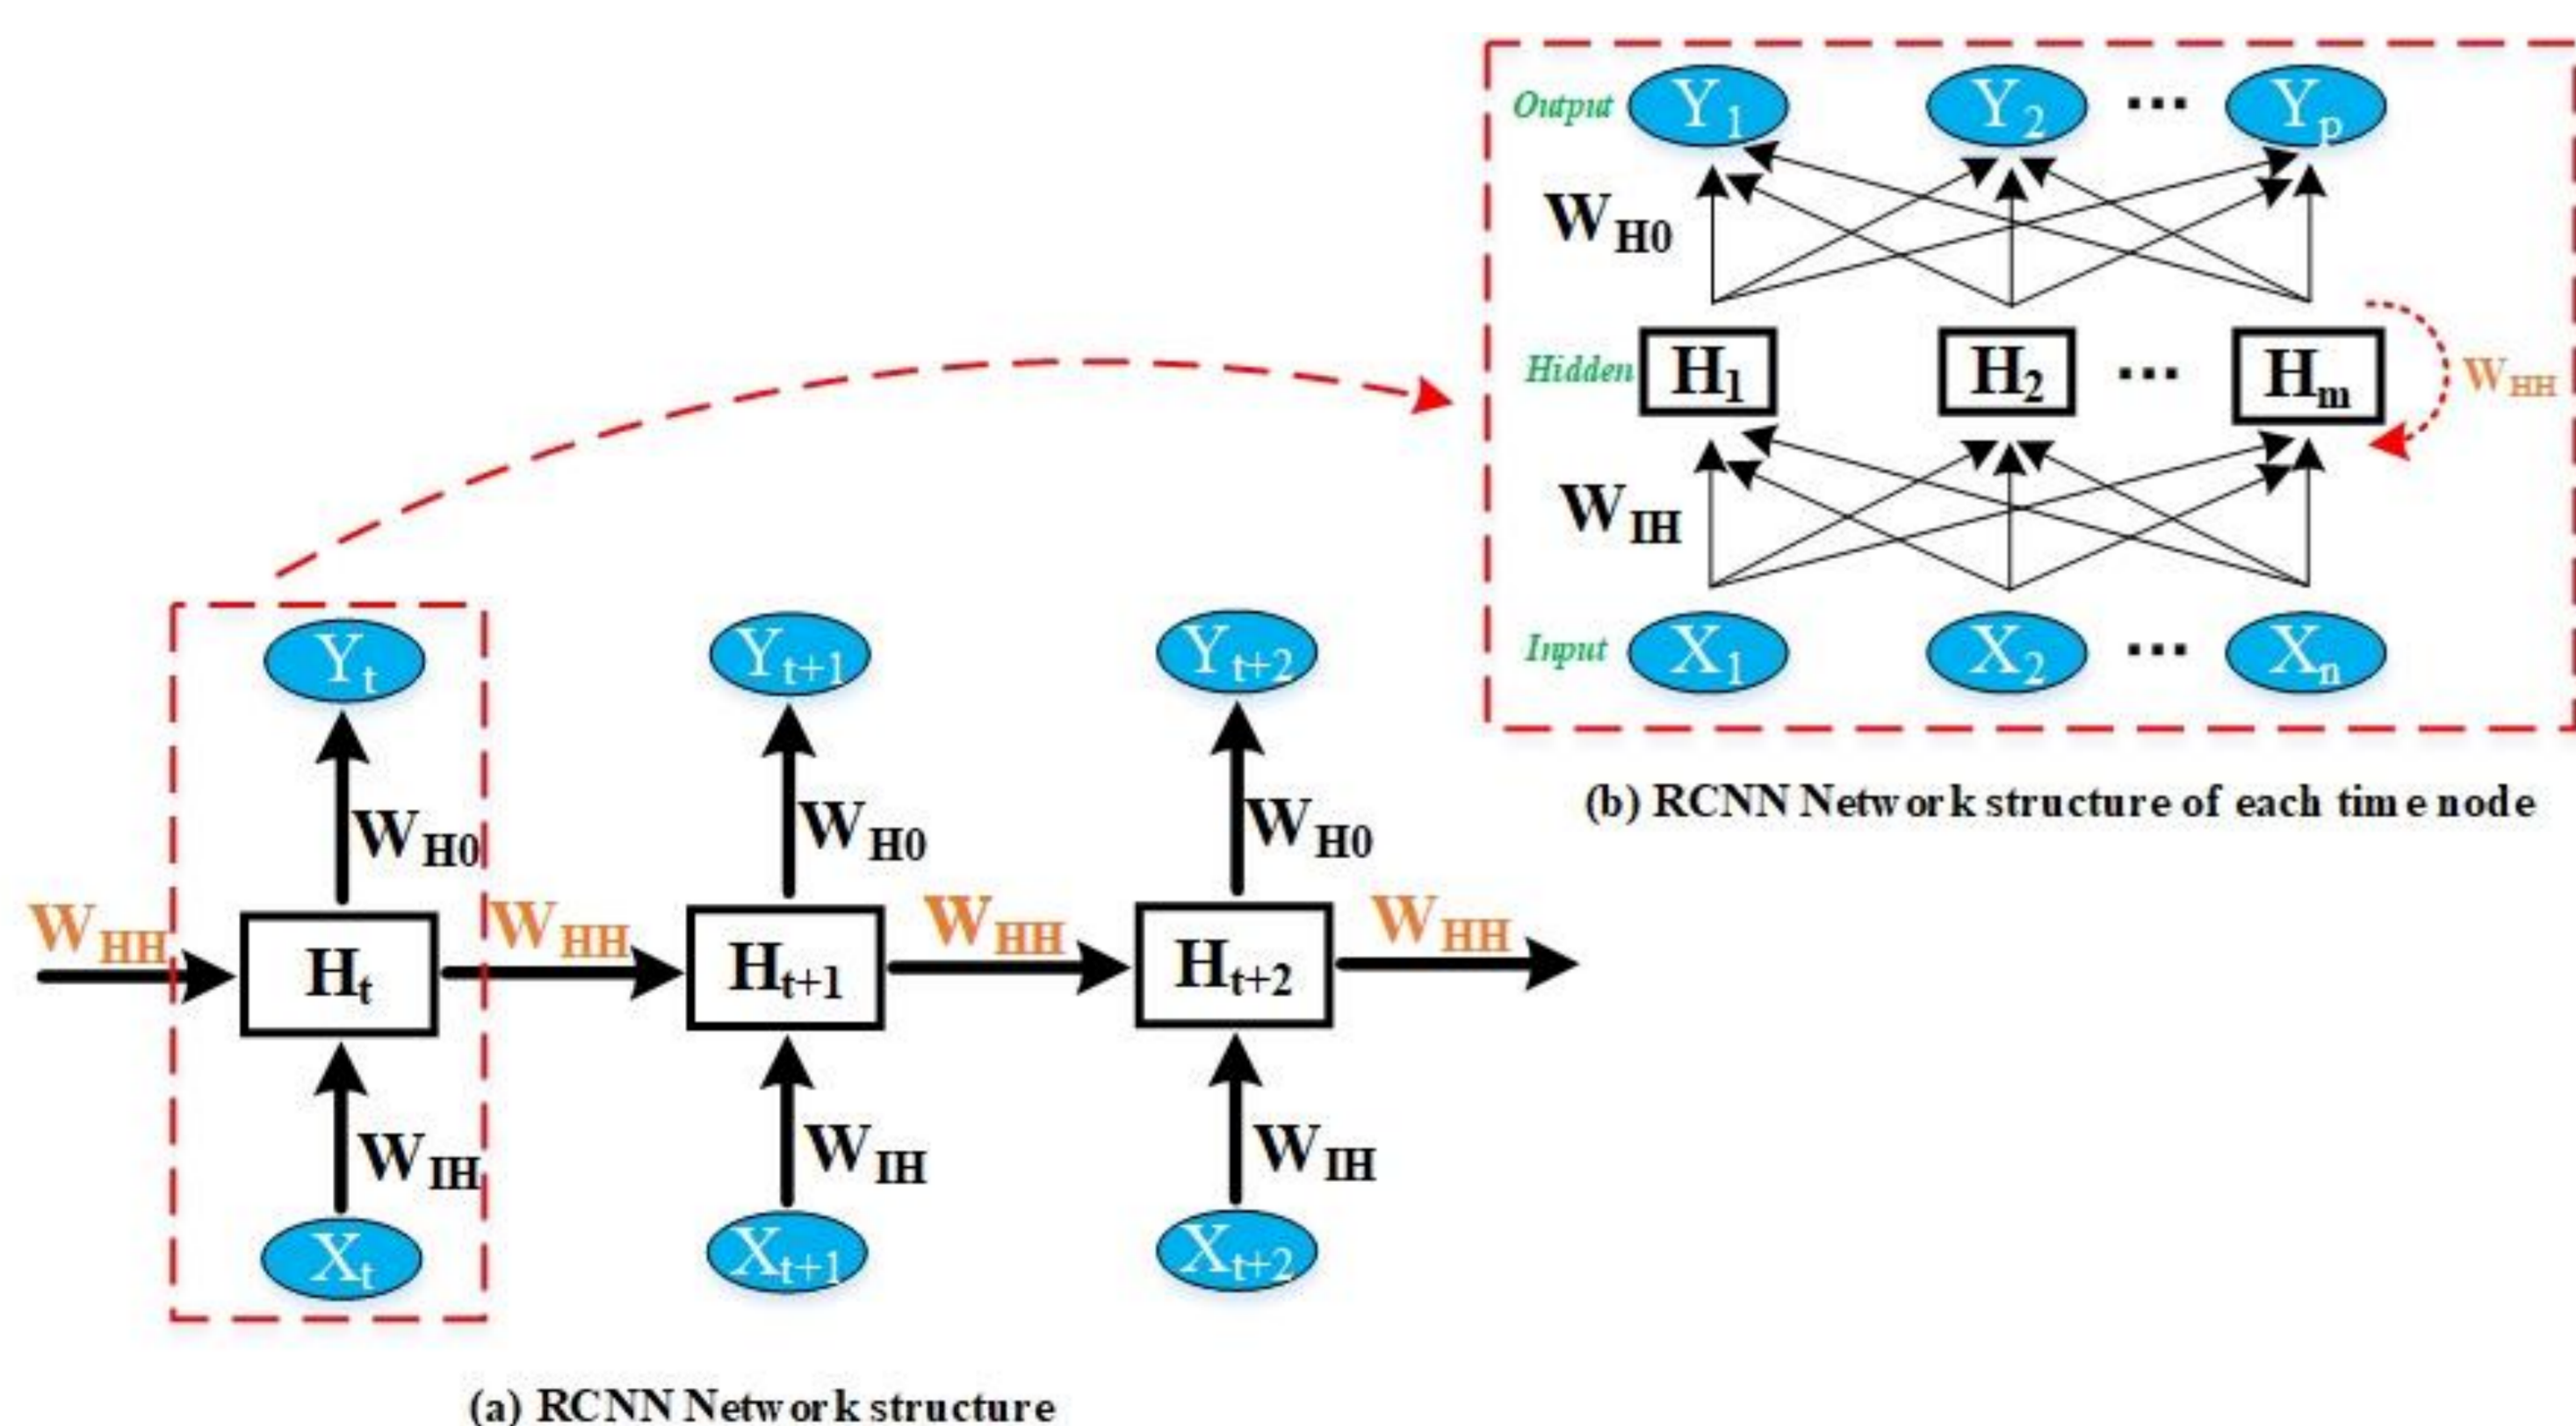 Output Y1 Y2 ... Yp
WH0
Hidden H1 H2 ... Hm WHH
WIH
Input X1 X2 ... Xn
(b) RCNN Network structure of each time node
Yt Yt+1 Yt+2
WH0 WH0 WH0
WHH WHH WHH WHH
Ht Ht+1 Ht+2
WIH WIH WIH
Xt Xt+1 Xt+2
(a) RCNN Network structure